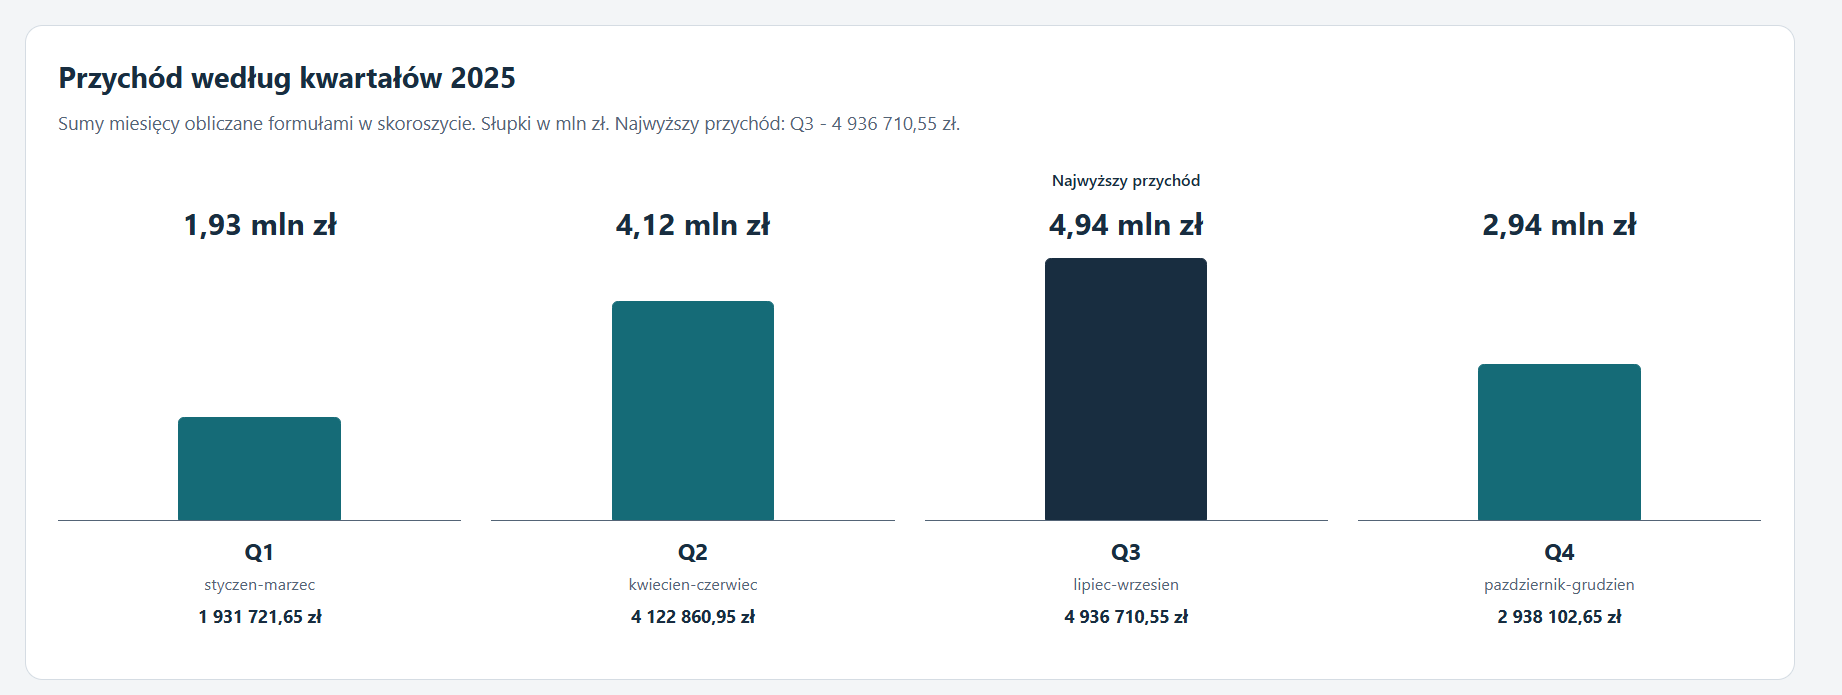 Przychód według kwartałów 2025
Sumy miesięcy obliczane formułami w skoroszycie. Słupki w mln zł. Najwyższy przychód: Q3 - 4 936 710,55 zł.
Najwyższy przychód
1,93 mln zł
4,12 mln zł
4,94 mln zł
2,94 mln zł
Q1
styczen-marzec
1 931 721,65 zł
Q2
kwiecien-czerwiec
4 122 860,95 zł
Q3
lipiec-wrzesien
4 936 710,55 zł
Q4
pazdziernik-grudzien
2 938 102,65 zł